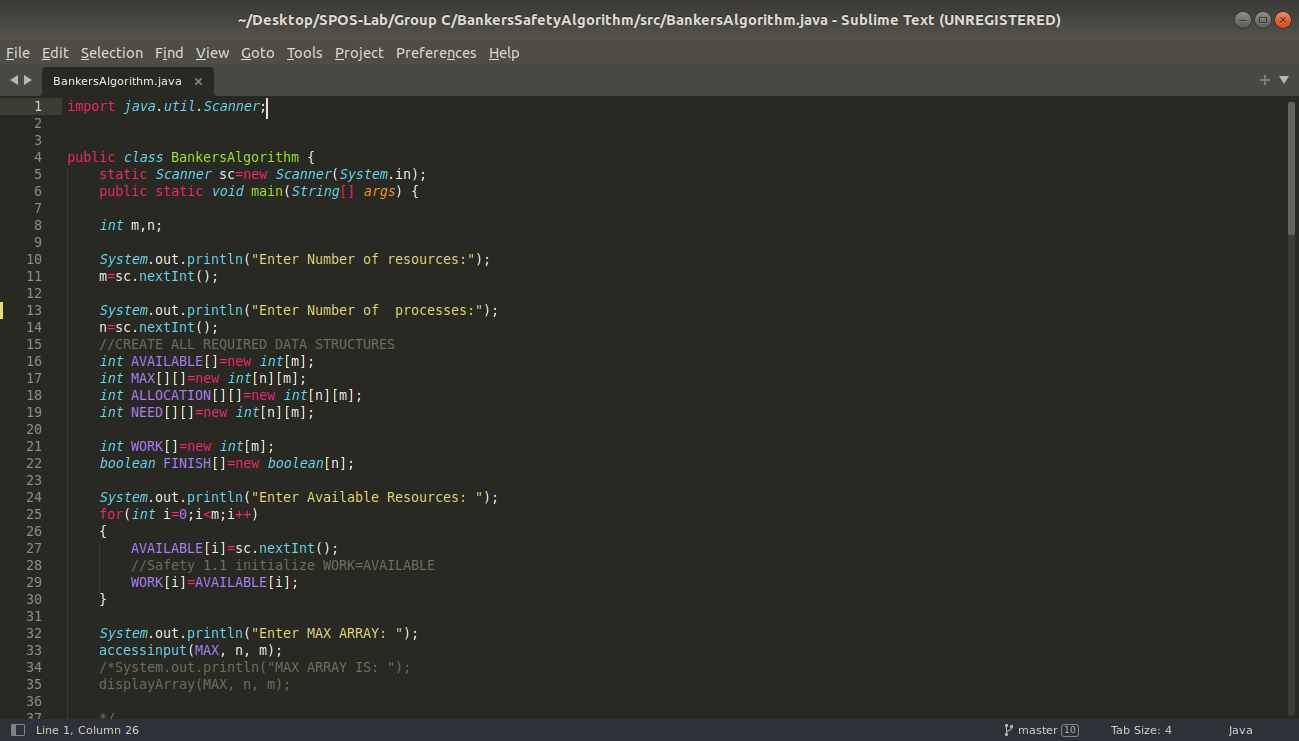 ~/Desktop/SPOS-Lab/Group C/BankersSafetyAlgorithm/src/BankersAlgorithm.java - Sublime Text (UNREGISTERED)
File Edit Selection Find View Goto Tools Project Preferences Help
BankersAlgorithm.java ×
1 import java.util.Scanner;
2
3
4 public class BankersAlgorithm {
5     static Scanner sc=new Scanner(System.in);
6     public static void main(String[] args) {
7
8     int m,n;
9
10     System.out.println("Enter Number of resources:");
11     m=sc.nextInt();
12
13     System.out.println("Enter Number of  processes:");
14     n=sc.nextInt();
15     //CREATE ALL REQUIRED DATA STRUCTURES
16     int AVAILABLE[]=new int[m];
17     int MAX[][]=new int[n][m];
18     int ALLOCATION[][]=new int[n][m];
19     int NEED[][]=new int[n][m];
20
21     int WORK[]=new int[m];
22     boolean FINISH[]=new boolean[n];
23
24     System.out.println("Enter Available Resources: ");
25     for(int i=0;i<m;i++)
26     {
27         AVAILABLE[i]=sc.nextInt();
28         //Safety 1.1 initialize WORK=AVAILABLE
29         WORK[i]=AVAILABLE[i];
30     }
31
32     System.out.println("Enter MAX ARRAY: ");
33     accessinput(MAX, n, m);
34     /*System.out.println("MAX ARRAY IS: ");
35     displayArray(MAX, n, m);
36
37     */
Line 1, Column 26 master 10 Tab Size: 4 Java